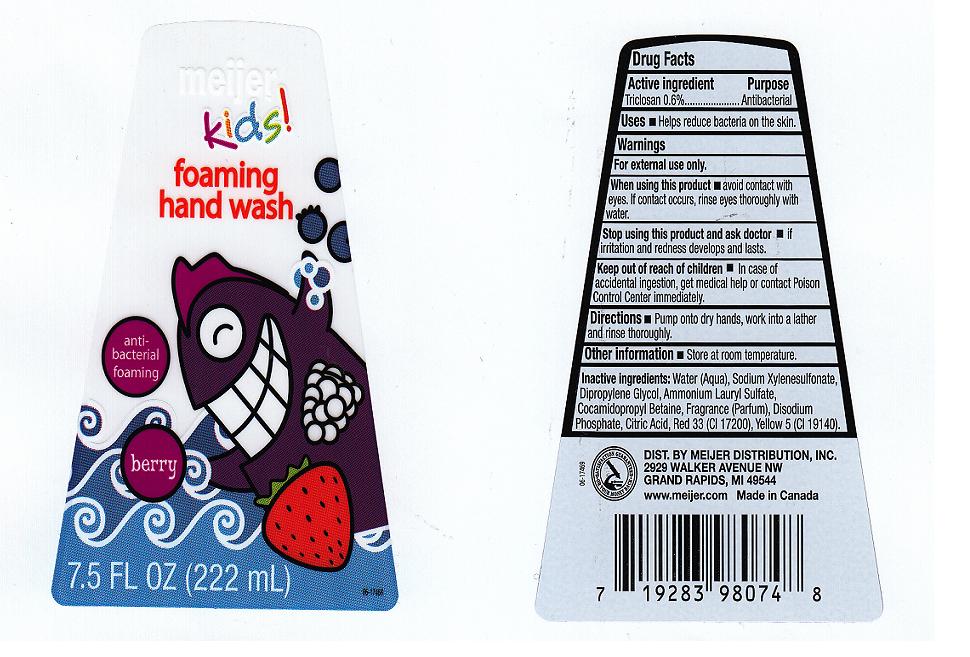 meijer
kids!
foaming
hand wash
anti-
bacterial
foaming
berry
7.5 FL OZ (222 mL)
06-17469
Drug Facts
Active ingredient Purpose
Triclosan 0.6%...................... Antibacterial
Uses ■ Helps reduce bacteria on the skin.
Warnings
For external use only.
When using this product ■ avoid contact with
eyes. If contact occurs, rinse eyes thoroughly with
water.
Stop using this product and ask doctor ■ if
irritation and redness develops and lasts.
Keep out of reach of children ■ In case of
accidental ingestion, get medical help or contact Poison
Control Center immediately.
Directions ■ Pump onto dry hands, work into a lather
and rinse thoroughly.
Other information ■ Store at room temperature.
Inactive ingredients: Water (Aqua), Sodium Xylenesulfonate,
Dipropylene Glycol, Ammonium Lauryl Sulfate,
Cocamidopropyl Betaine, Fragrance (Parfum), Disodium
Phosphate, Citric Acid, Red 33 (CI 17200), Yellow 5 (CI 19140).
06-17469
DIST. BY MEIJER DISTRIBUTION, INC.
2929 WALKER AVENUE NW
GRAND RAPIDS, MI 49544
www.meijer.com Made in Canada
7 19283 98074 8